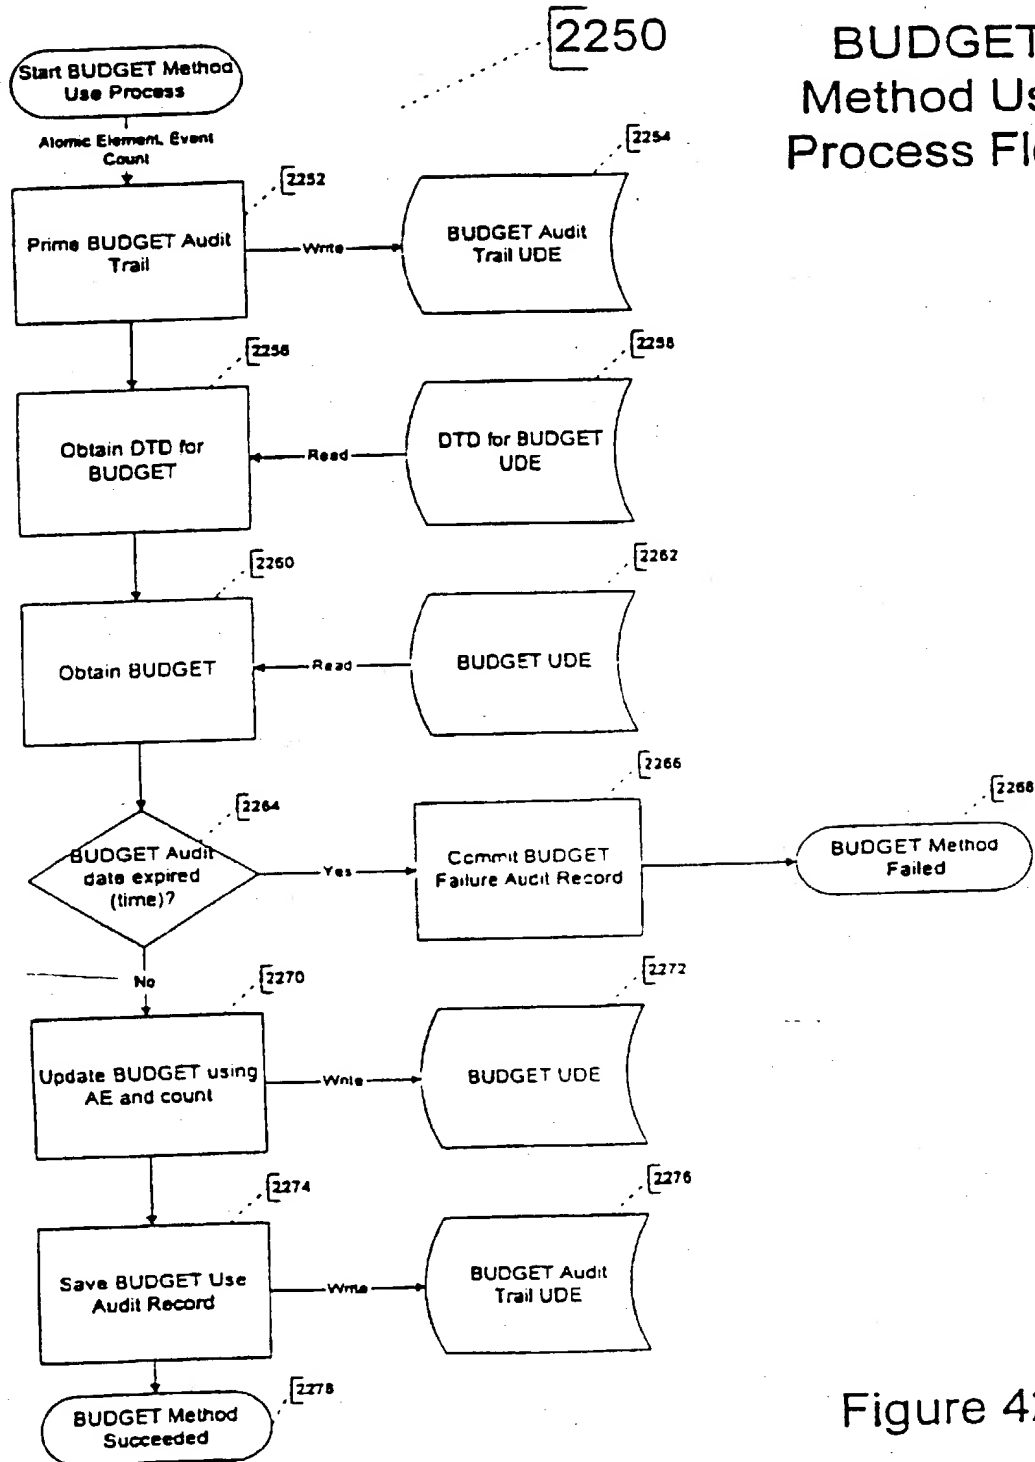 2250
BUDGET
Method Us
Process Fl
Start BUDGET Method
Use Process
Atomic Element, Event
Count
2252
Prime BUDGET Audit
Trail
Write
2254
BUDGET Audit
Trail UDE
2256
Obtain DTD for
BUDGET
Read
2258
DTD for BUDGET
UDE
2260
Obtain BUDGET
Read
2262
BUDGET UDE
2264
BUDGET Audit
date expired
(time)?
Yes
2266
Commit BUDGET
Failure Audit Record
2268
BUDGET Method
Failed
No
2270
Update BUDGET using
AE and count
Write
2272
BUDGET UDE
2274
Save BUDGET Use
Audit Record
Write
2276
BUDGET Audit
Trail UDE
2278
BUDGET Method
Succeeded
Figure 4